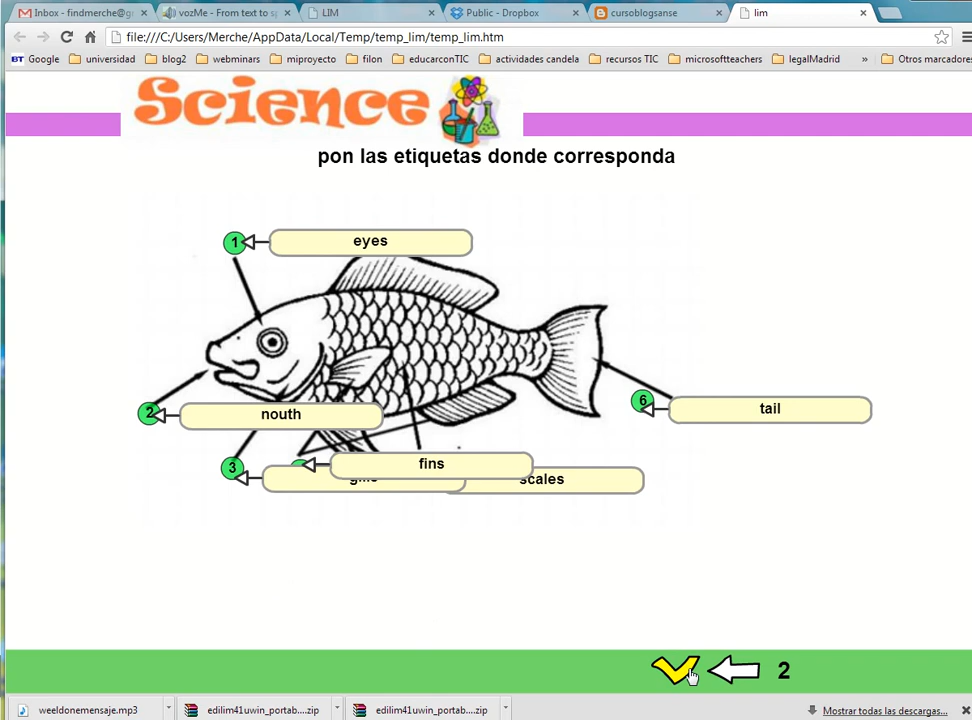 Inbox - findmerche@g
vozMe - From text to s
LIM
Public - Dropbox
cursoblogsanse
lim
file:///C:/Users/Merche/AppData/Local/Temp/temp_lim/temp_lim.htm
BT Google universidad blog2 webminars miproyecto filon educarconTIC actividades candela recursos TIC microsoftteachers legalMadrid » Otros marcadores
Science
pon las etiquetas donde corresponda
1 eyes
2 nouth
6 tail
3
fins
scales
2
weeldonemensaje.mp3
edilim41uwin_portab....zip
edilim41uwin_portab....zip
Mostrar todas las descargas...